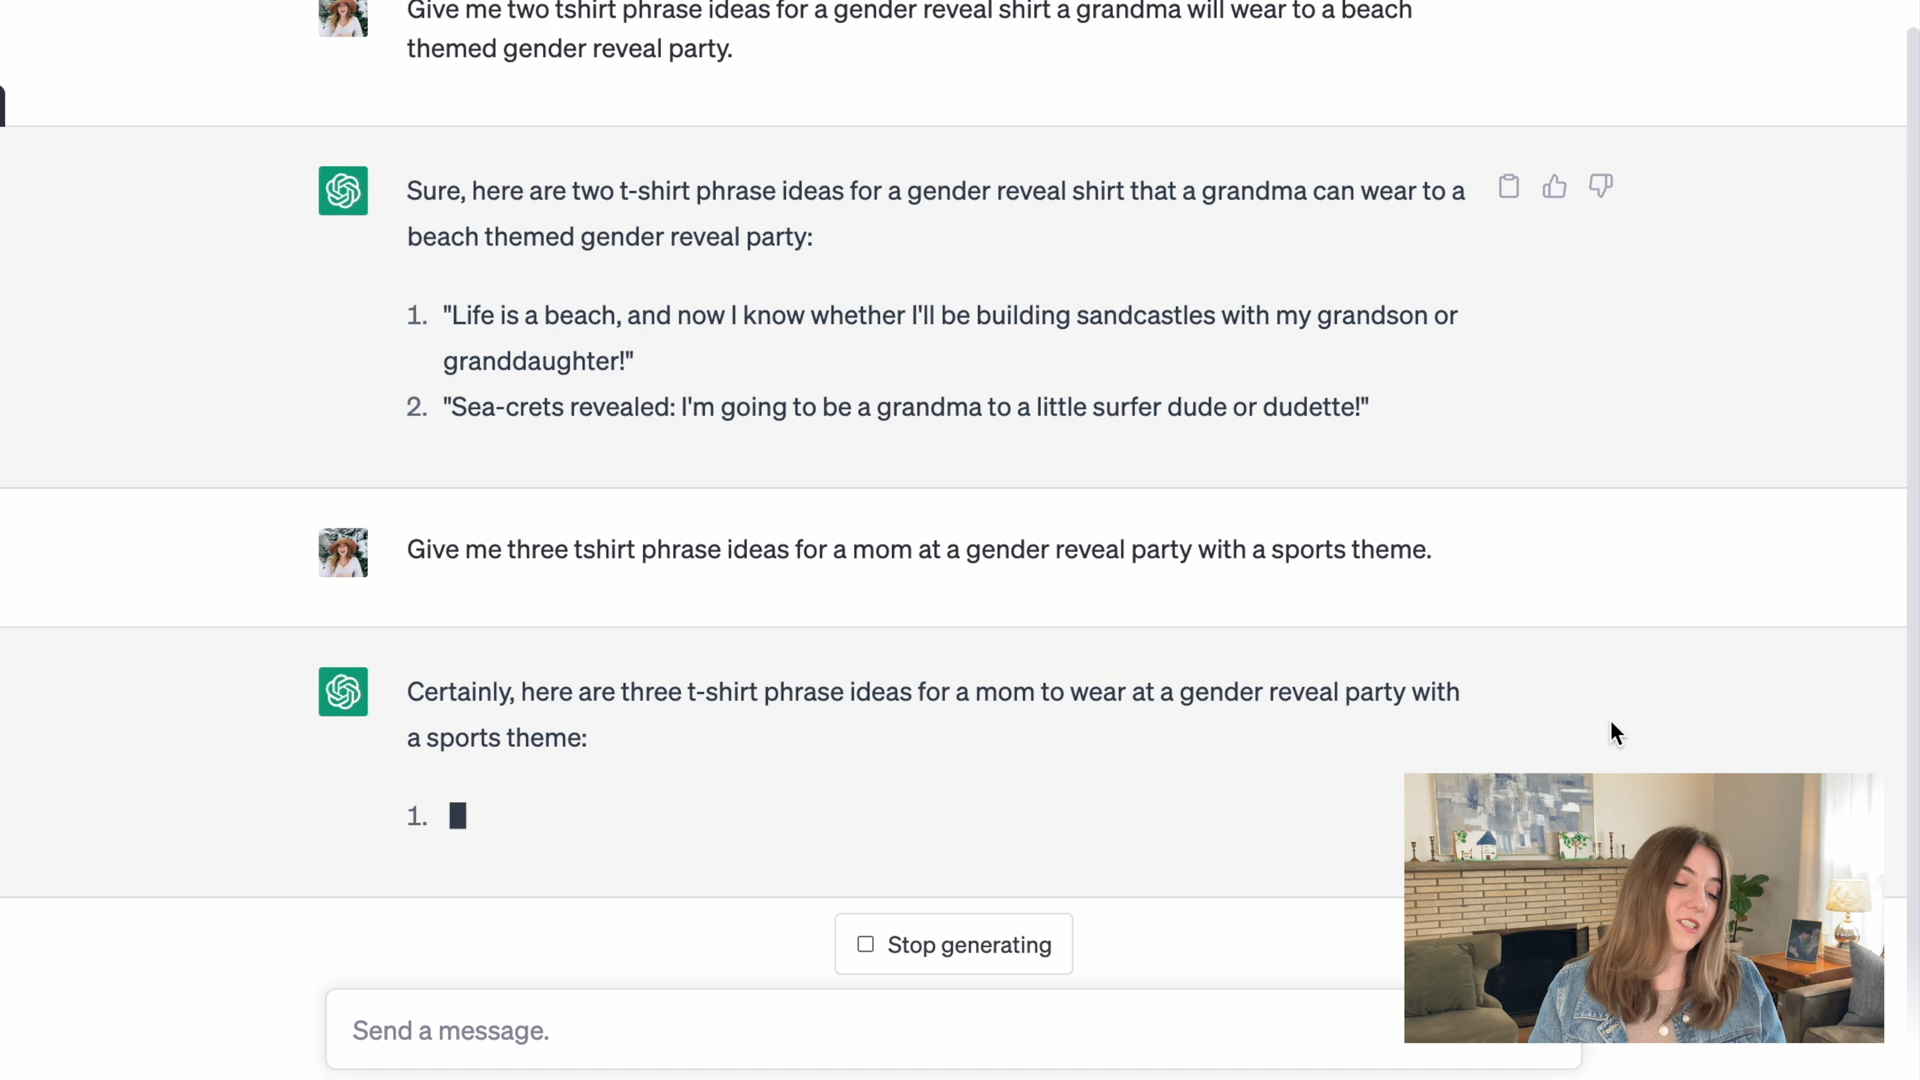 Give me two tshirt phrase ideas for a gender reveal shirt a grandma will wear to a beach
themed gender reveal party.
Sure, here are two t-shirt phrase ideas for a gender reveal shirt that a grandma can wear to a
beach themed gender reveal party:
1. "Life is a beach, and now I know whether I'll be building sandcastles with my grandson or
granddaughter!"
2. "Sea-crets revealed: I'm going to be a grandma to a little surfer dude or dudette!"
Give me three tshirt phrase ideas for a mom at a gender reveal party with a sports theme.
Certainly, here are three t-shirt phrase ideas for a mom to wear at a gender reveal party with
a sports theme:
1.
Stop generating
Send a message.